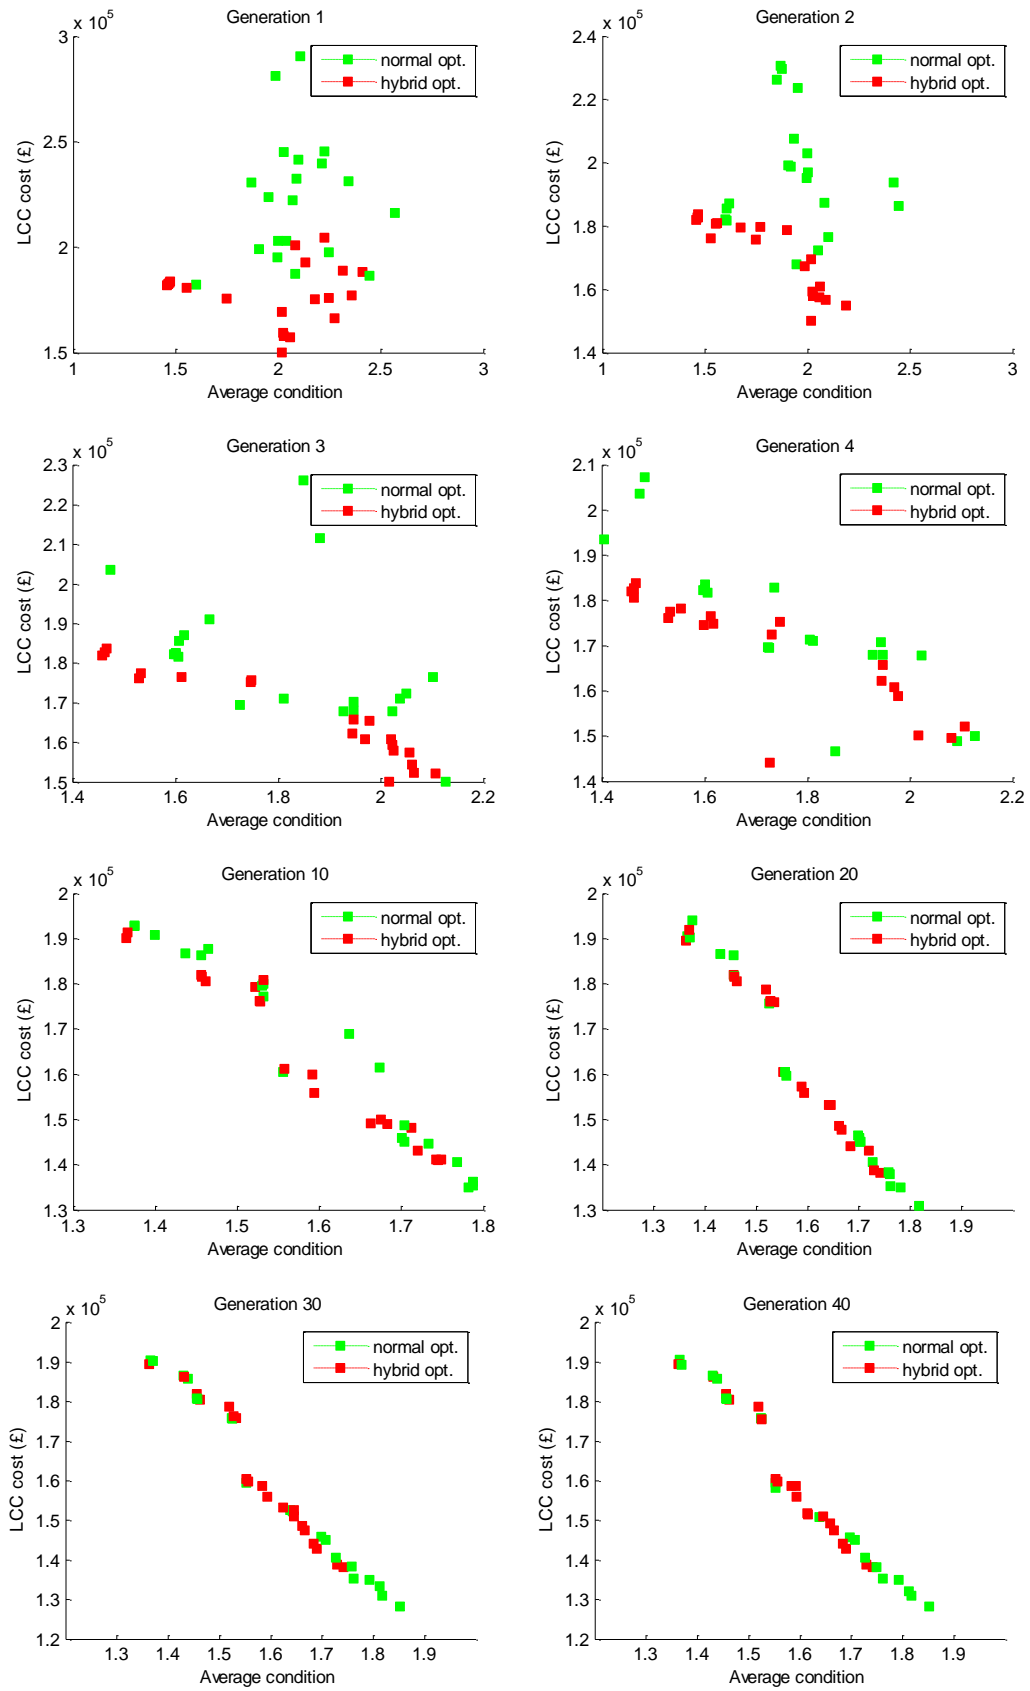 Generation 1
x 10^5
3
2.5
2
1.5
LCC cost (£)
normal opt.
hybrid opt.
1 1.5 2 2.5 3
Average condition
Generation 2
x 10^5
2.4
2.2
2
1.8
1.6
1.4
LCC cost (£)
normal opt.
hybrid opt.
1 1.5 2 2.5 3
Average condition
Generation 3
x 10^5
2.3
2.2
2.1
2
1.9
1.8
1.7
1.6
1.5
LCC cost (£)
normal opt.
hybrid opt.
1.4 1.6 1.8 2 2.2
Average condition
Generation 4
x 10^5
2.1
2
1.9
1.8
1.7
1.6
1.5
1.4
LCC cost (£)
normal opt.
hybrid opt.
1.4 1.6 1.8 2 2.2
Average condition
Generation 10
x 10^5
2
1.9
1.8
1.7
1.6
1.5
1.4
1.3
LCC cost (£)
normal opt.
hybrid opt.
1.3 1.4 1.5 1.6 1.7 1.8
Average condition
Generation 20
x 10^5
2
1.9
1.8
1.7
1.6
1.5
1.4
1.3
LCC cost (£)
normal opt.
hybrid opt.
1.3 1.4 1.5 1.6 1.7 1.8 1.9
Average condition
Generation 30
x 10^5
2
1.9
1.8
1.7
1.6
1.5
1.4
1.3
1.2
LCC cost (£)
normal opt.
hybrid opt.
1.3 1.4 1.5 1.6 1.7 1.8 1.9
Average condition
Generation 40
x 10^5
2
1.9
1.8
1.7
1.6
1.5
1.4
1.3
1.2
LCC cost (£)
normal opt.
hybrid opt.
1.3 1.4 1.5 1.6 1.7 1.8 1.9
Average condition